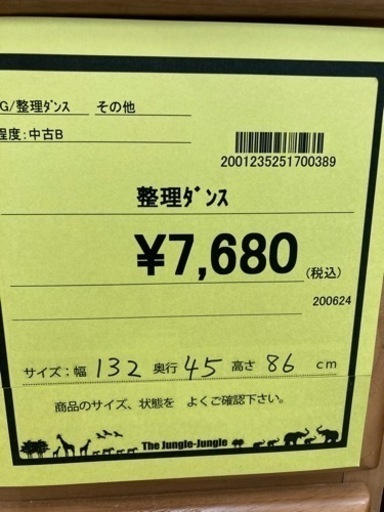 G/整理ﾀﾞﾝｽ その他
程度:中古B
2001235251700389
整理ﾀﾞﾝｽ
¥7,680 (税込)
200624
サイズ:幅 132 奥行 45 高さ 86 cm
商品のサイズ、状態を よくご確認下さい。
The Jungle-Jungle